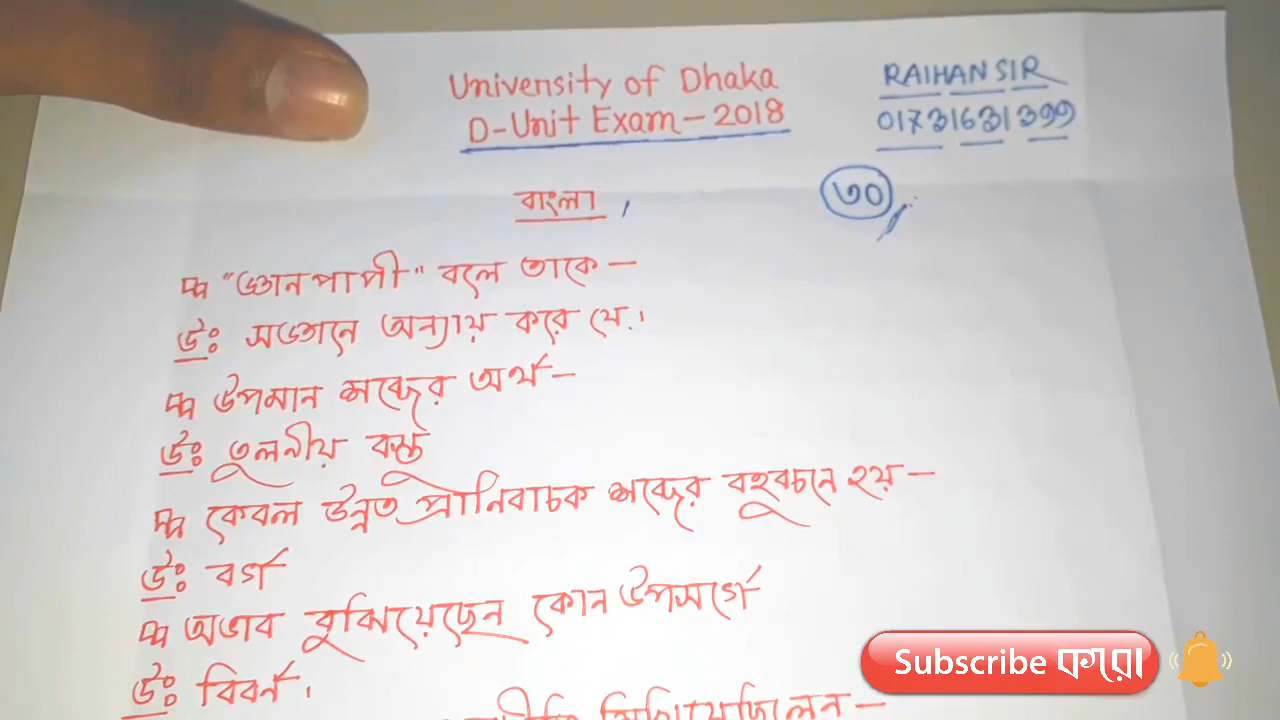 University of Dhaka
D-Unit Exam - 2018
RAIHAN SIR
01731631399
বাংলা
৩০
"জ্ঞানপাপী" বলে তাকে -
উঃ সজ্ঞানে অন্যায় করে যে।
উপমান শব্দের অর্থ -
উঃ তুলনীয় বস্তু
কেবল উন্নত প্রানিবাচক শব্দের বহুবচনে হয় -
উঃ বর্গ
অভাব বুঝিয়েছেন কোন উপসর্গে
উঃ বিবর্ন।
Subscribe করো